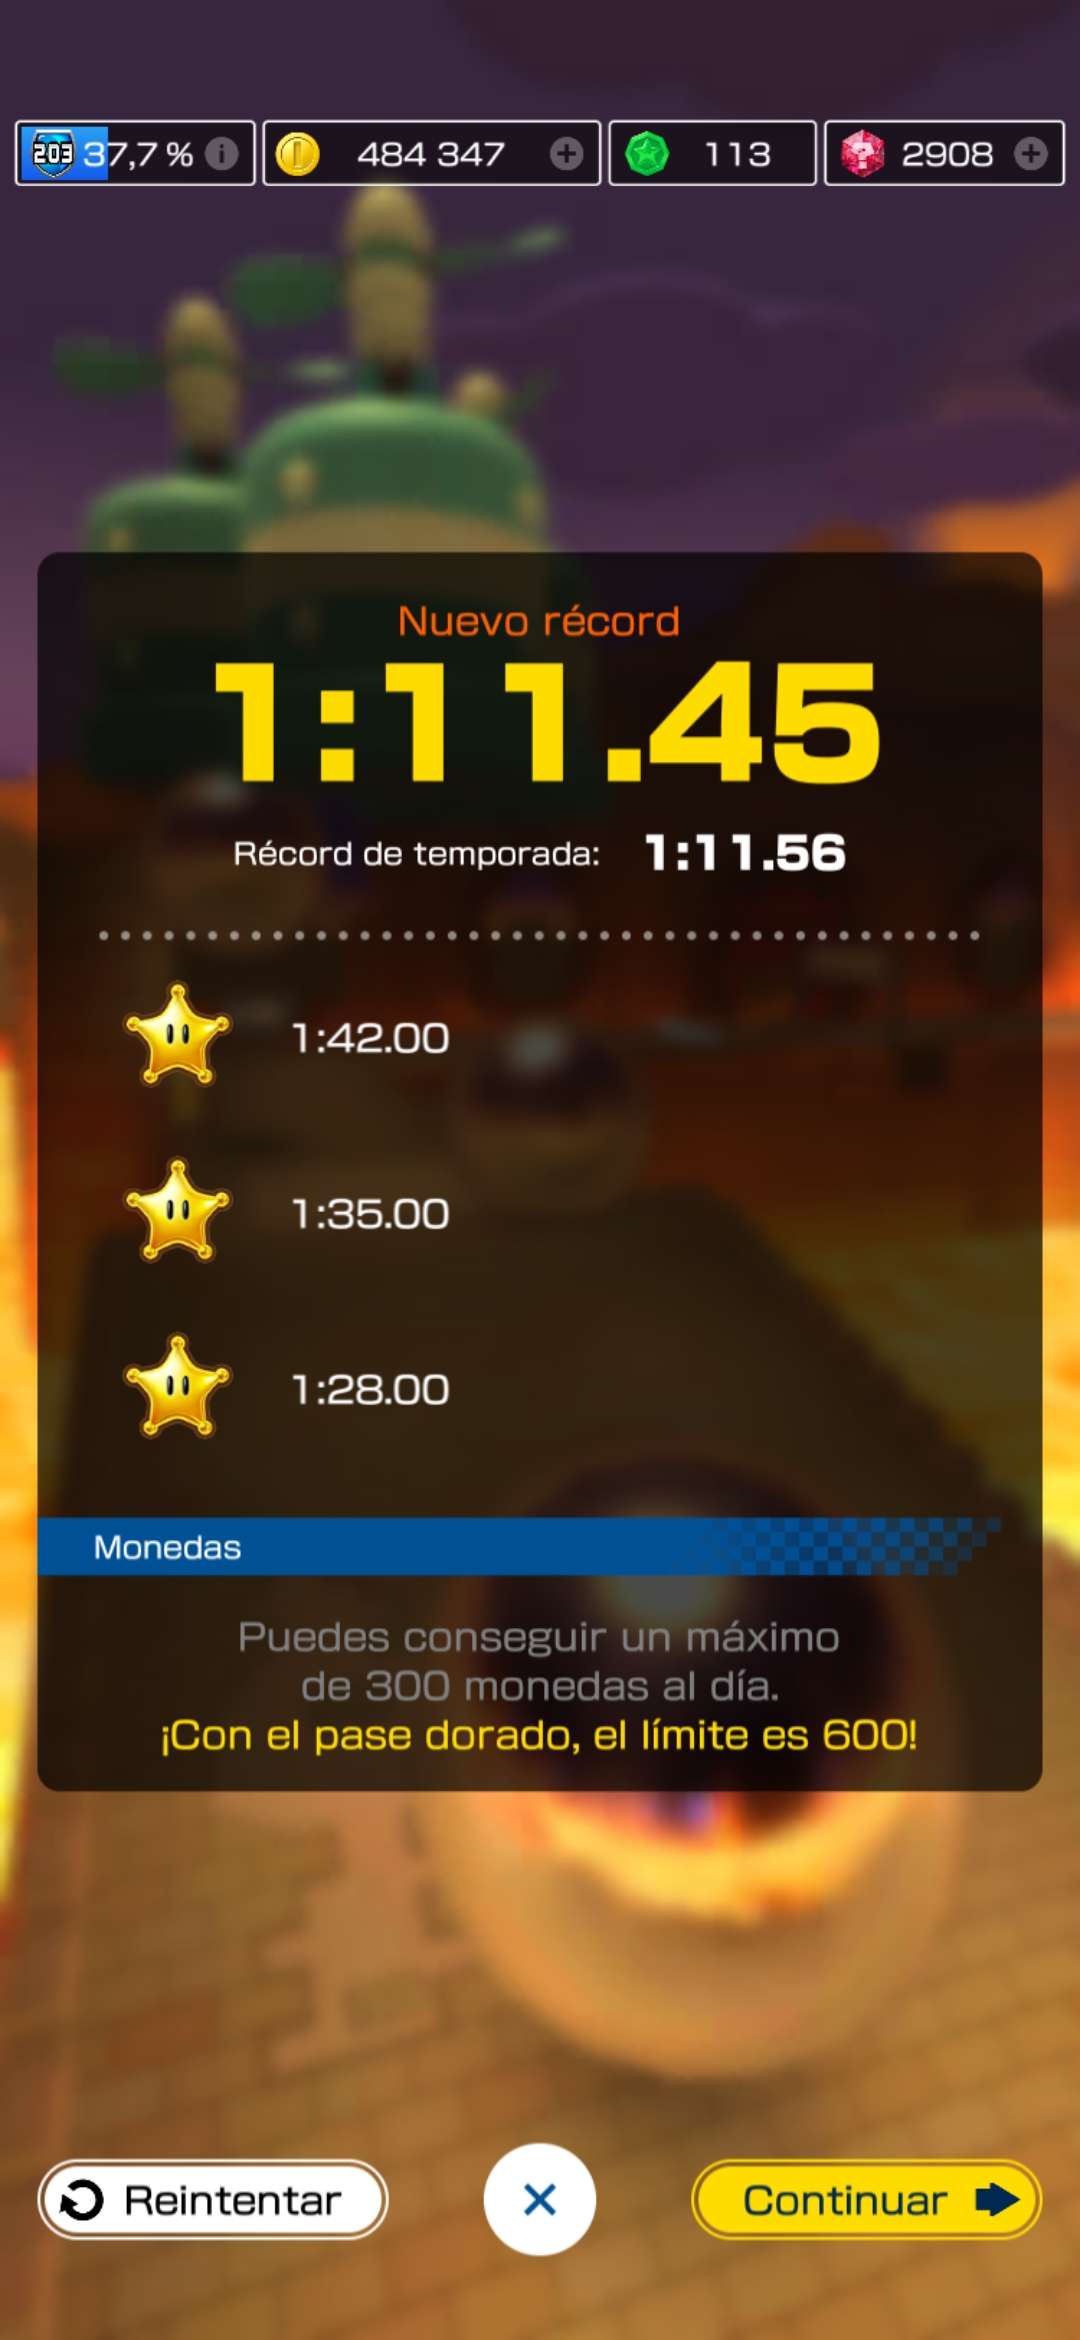 203 37,7 % i 484 347 + 113 ? 2908 +
Nuevo récord
1:11.45
Récord de temporada: 1:11.56
1:42.00
1:35.00
1:28.00
Monedas
Puedes conseguir un máximo
de 300 monedas al día.
¡Con el pase dorado, el límite es 600!
Reintentar × Continuar